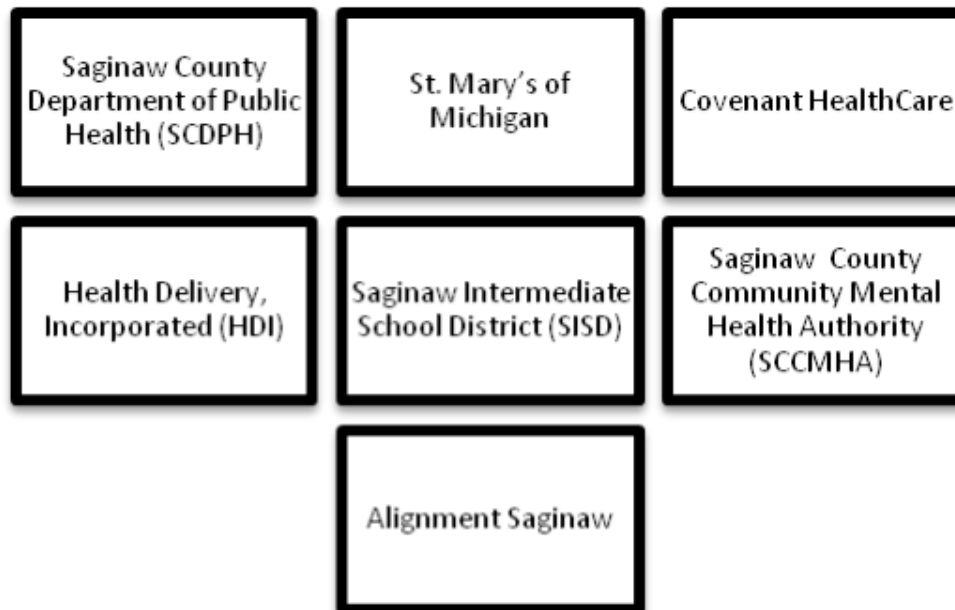 Saginaw County
Department of Public
Health (SCDPH)
St. Mary's of
Michigan
Covenant HealthCare
Health Delivery,
Incorporated (HDI)
Saginaw Intermediate
School District (SISD)
Saginaw County
Community Mental
Health Authority
(SCCMHA)
Alignment Saginaw